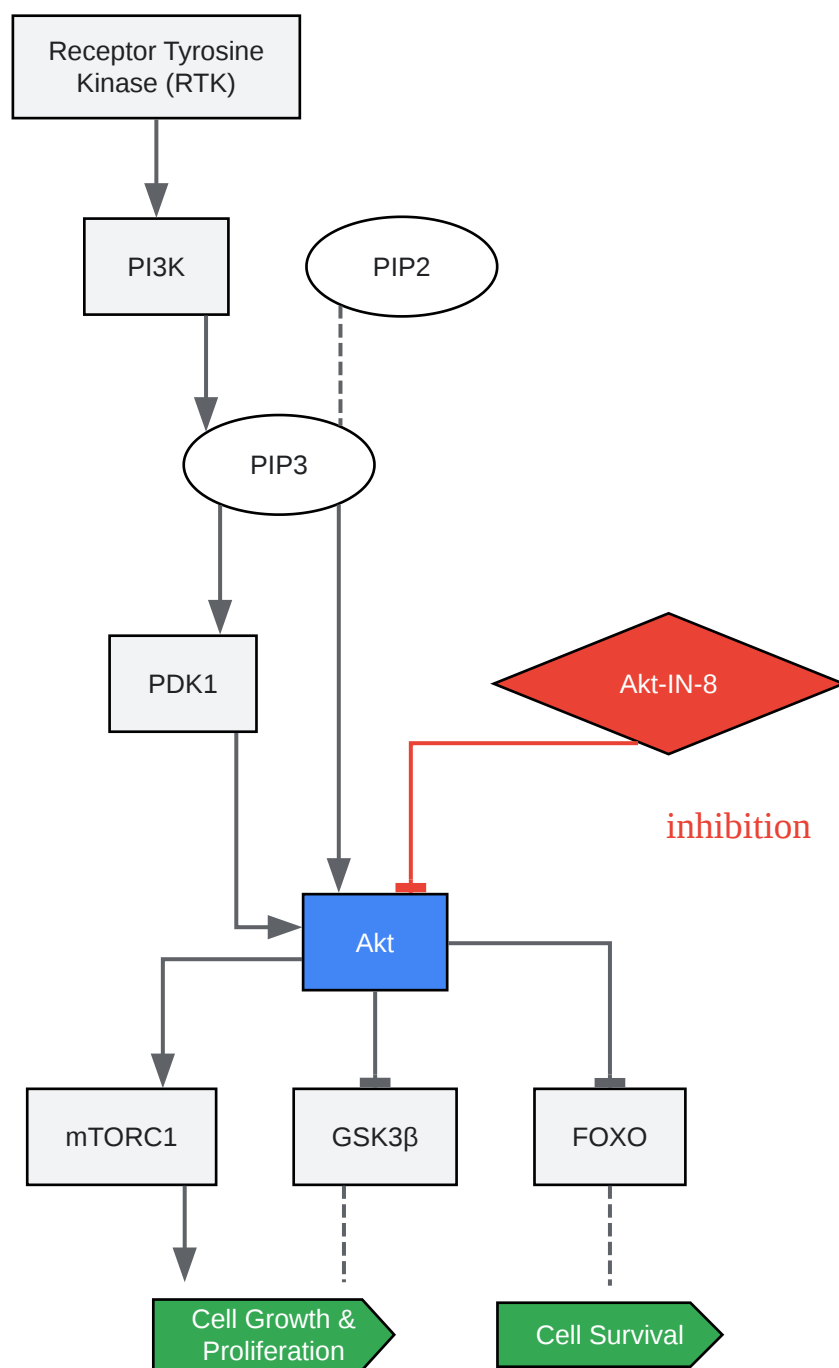 Receptor Tyrosine
Kinase (RTK)
PI3K
PIP2
PIP3
PDK1
Akt-IN-8
inhibition
Akt
mTORC1
GSK3β
FOXO
Cell Growth &
Proliferation
Cell Survival